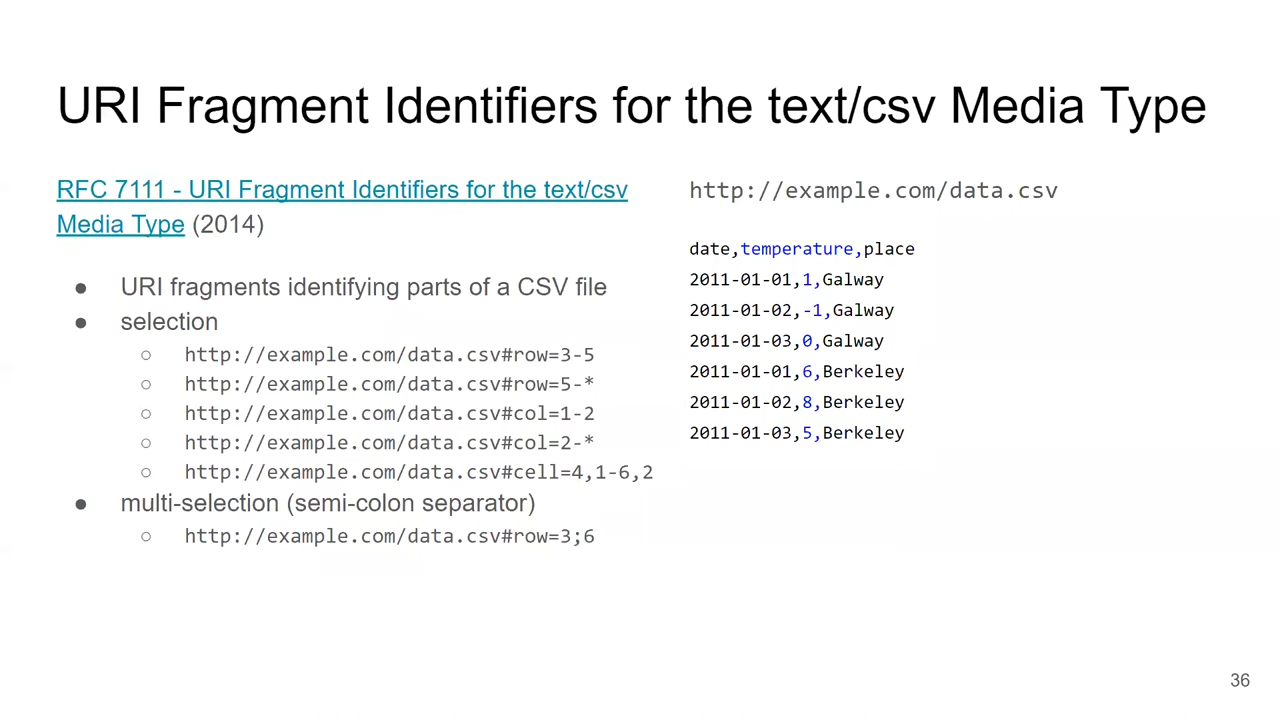 URI Fragment Identifiers for the text/csv Media Type
RFC 7111 - URI Fragment Identifiers for the text/csv
Media Type (2014)
● URI fragments identifying parts of a CSV file
● selection
○ http://example.com/data.csv#row=3-5
○ http://example.com/data.csv#row=5-*
○ http://example.com/data.csv#col=1-2
○ http://example.com/data.csv#col=2-*
○ http://example.com/data.csv#cell=4,1-6,2
● multi-selection (semi-colon separator)
○ http://example.com/data.csv#row=3;6
http://example.com/data.csv
date,temperature,place
2011-01-01,1,Galway
2011-01-02,-1,Galway
2011-01-03,0,Galway
2011-01-01,6,Berkeley
2011-01-02,8,Berkeley
2011-01-03,5,Berkeley
36